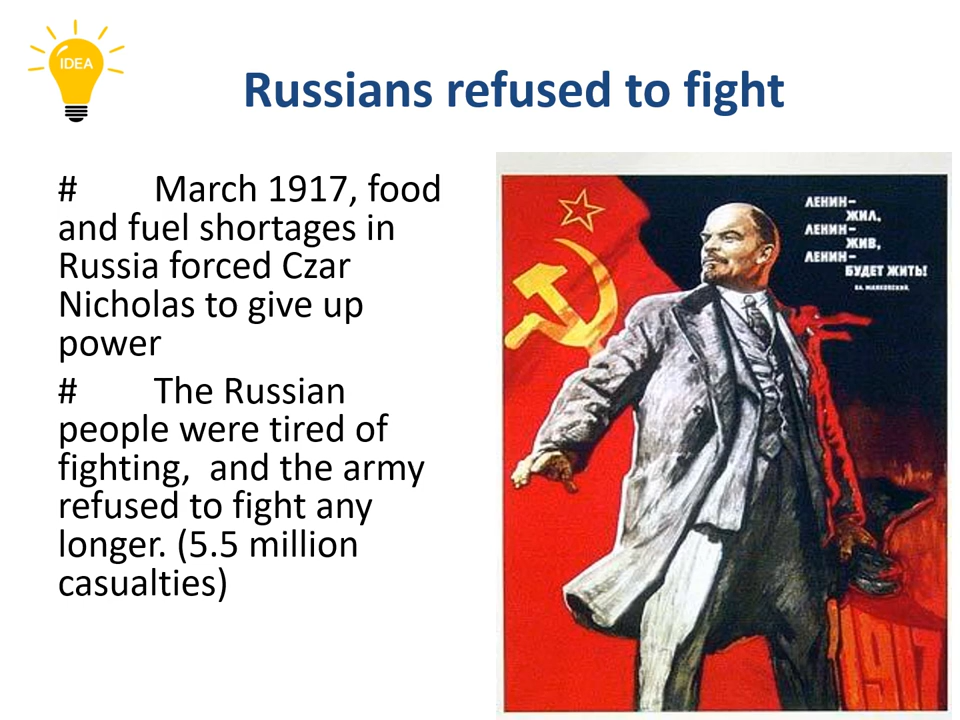 IDEA
Russians refused to fight
# March 1917, food
and fuel shortages in
Russia forced Czar
Nicholas to give up
power
# The Russian
people were tired of
fighting, and the army
refused to fight any
longer. (5.5 million
casualties)
ЛЕНИН-
ЖИЛ,
ЛЕНИН-
ЖИВ,
ЛЕНИН-
БУДЕТ ЖИТЬ!
ВЛ. МАЯКОВСКИЙ.
1917